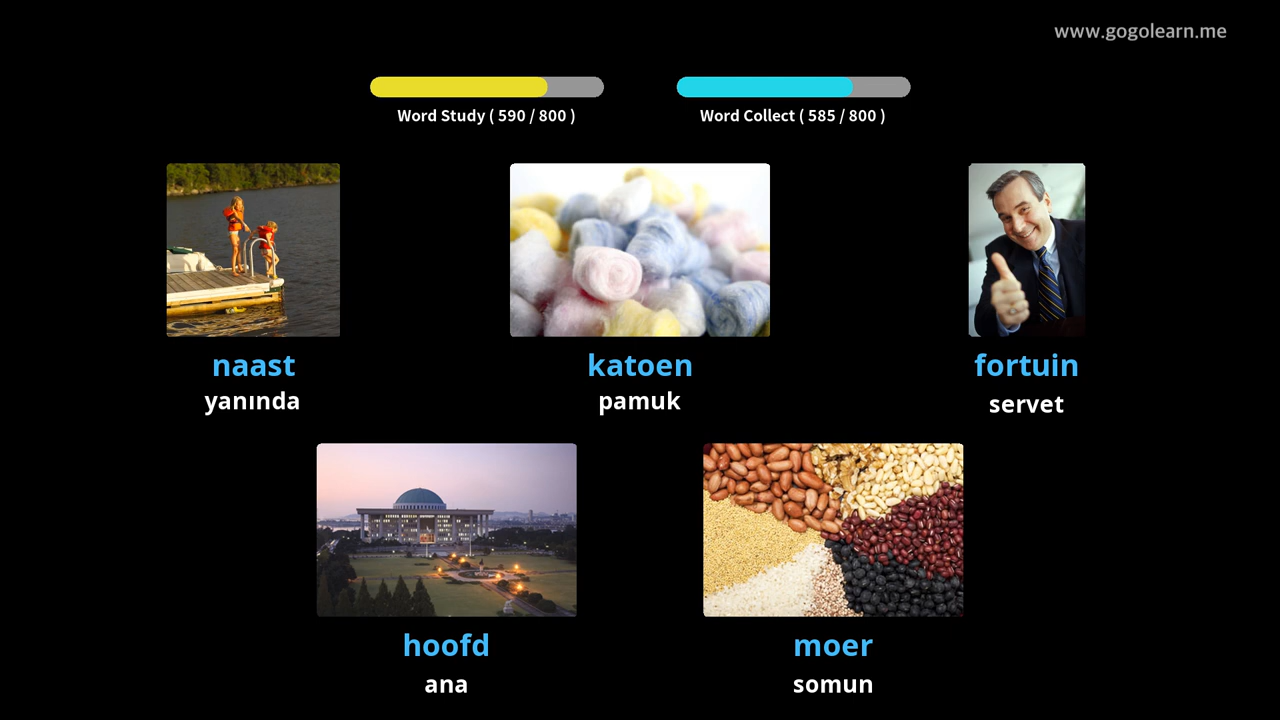 www.gogolearn.me
Word Study ( 590 / 800 )
Word Collect ( 585 / 800 )
naast
yanında
katoen
pamuk
fortuin
servet
hoofd
ana
moer
somun